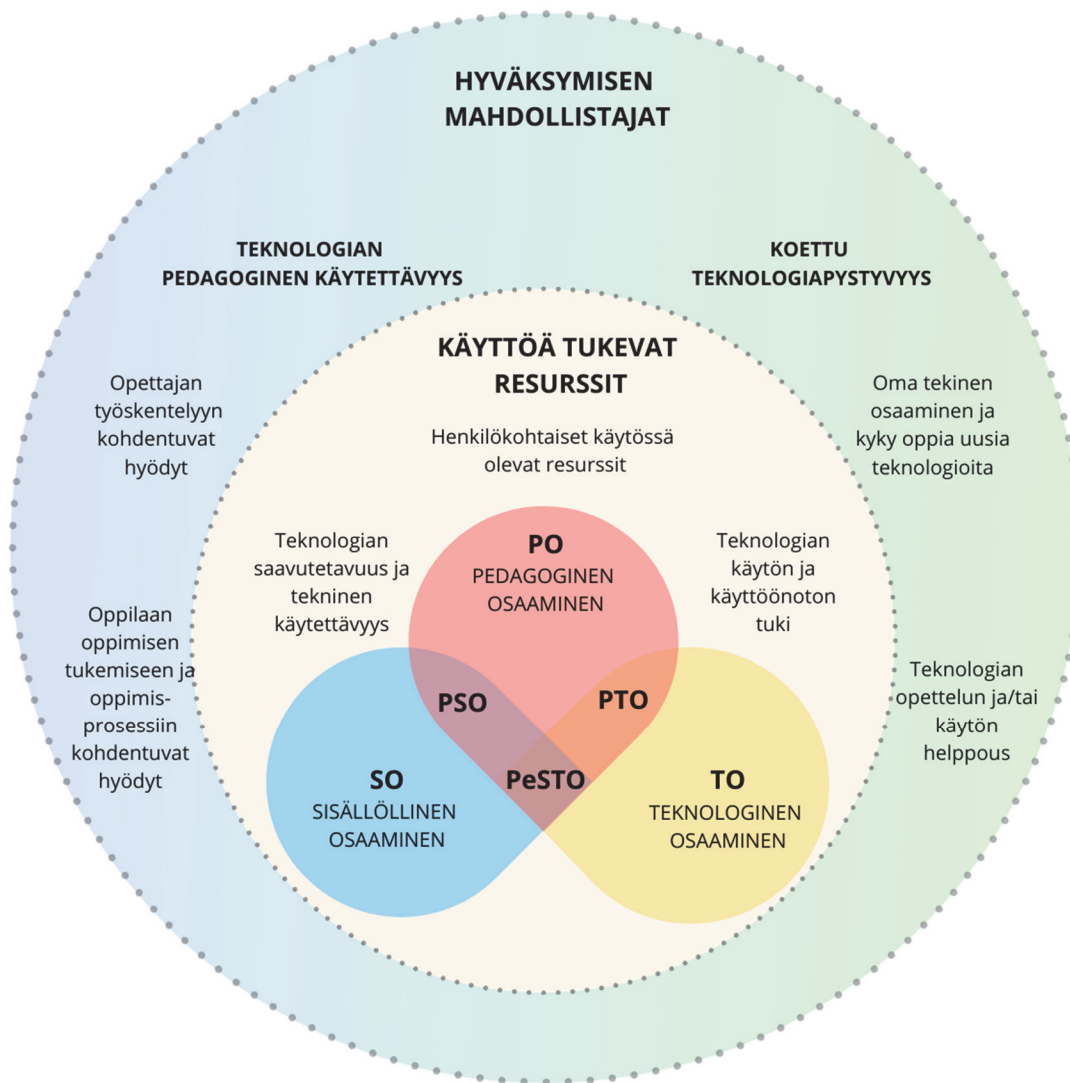 HYVÄKSYMISEN
MAHDOLLISTAJAT
TEKNOLOGIAN
PEDAGOGINEN KÄYTETTÄVYYS
KOETTU
TEKNOLOGIAPYSTYVYYS
KÄYTTÖÄ TUKEVAT
RESURSSIT
Opettajan
työskentelyyn
kohdentuvat
hyödyt
Oma tekinen
osaaminen ja
kyky oppia uusia
teknologioita
Henkilökohtaiset käytössä
olevat resurssit
Teknologian
saavutetavuus ja
tekninen
käytettävyys
PO
PEDAGOGINEN
OSAAMINEN
Teknologian
käytön ja
käyttöönoton
tuki
Oppilaan
oppimisen
tukemiseen ja
oppimis-
prosessiin
kohdentuvat
hyödyt
Teknologian
opettelun ja/tai
käytön
helppous
PSO
PTO
PeSTO
SO
SISÄLLÖLLINEN
OSAAMINEN
TO
TEKNOLOGINEN
OSAAMINEN